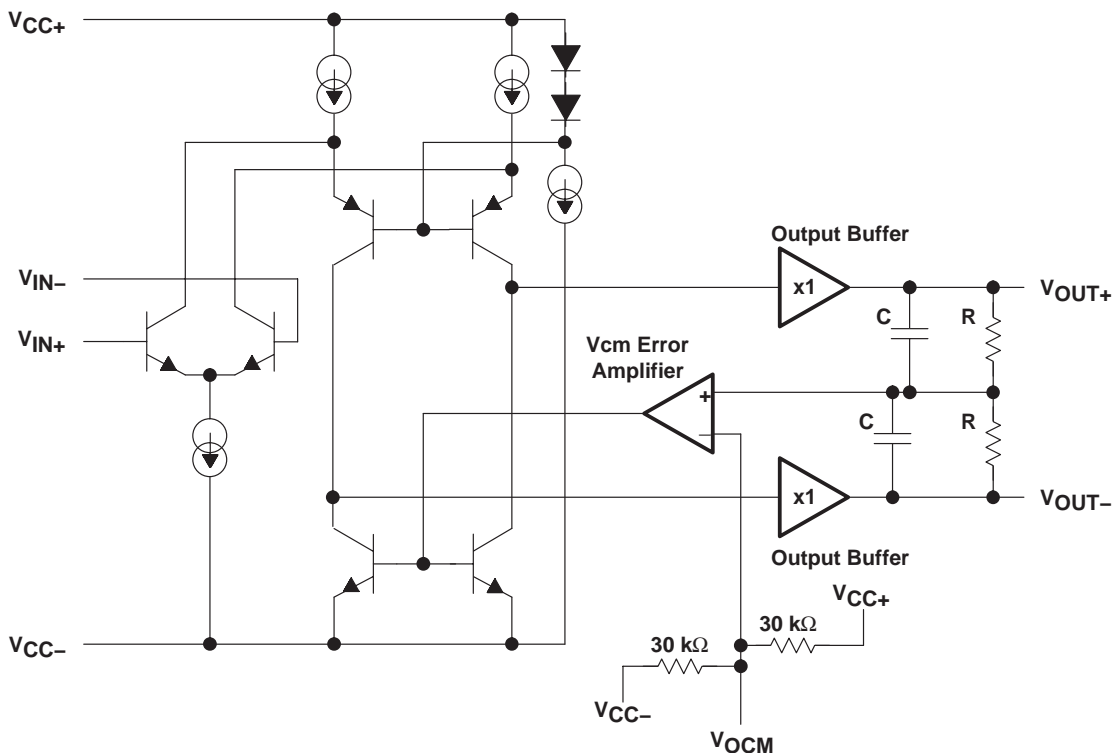 VCC+
Output Buffer
VIN–
x1
VOUT+
C
R
VIN+
Vcm Error
Amplifier
+
–
C
R
x1
VOUT–
Output Buffer
VCC+
30 kΩ
VCC–
30 kΩ
VCC–
VOCM